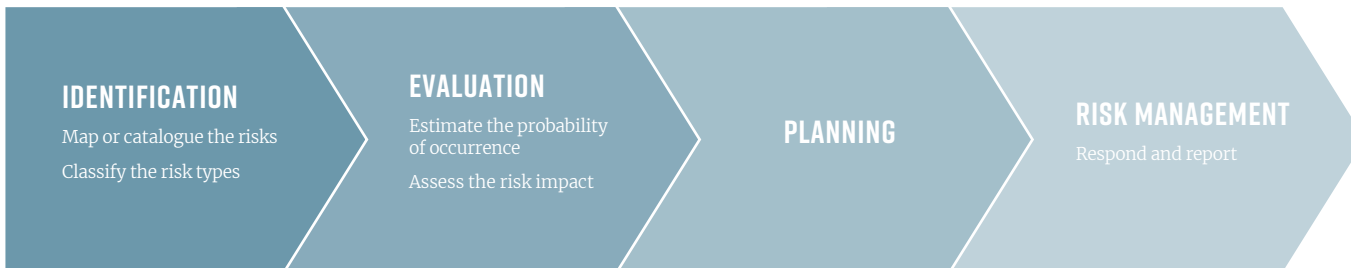 IDENTIFICATION
Map or catalogue the risks
Classify the risk types
EVALUATION
Estimate the probability
of occurrence
Assess the risk impact
PLANNING
RISK MANAGEMENT
Respond and report